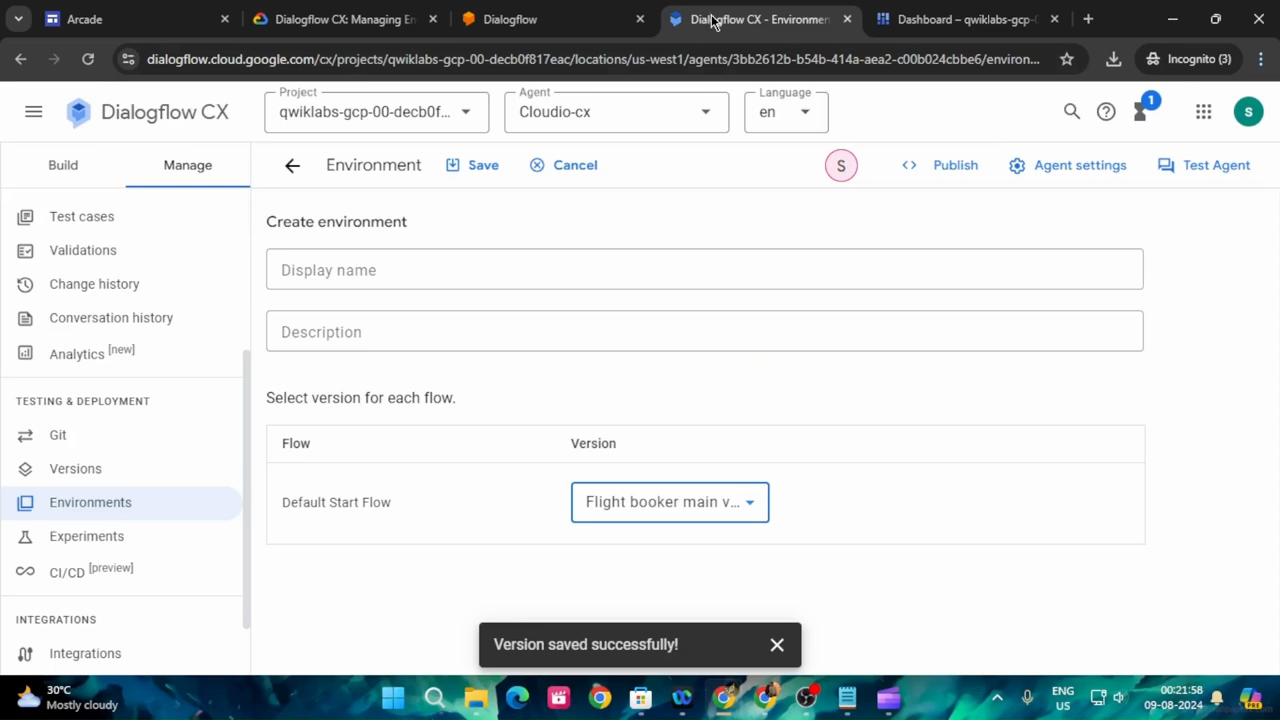 Arcade
Dialogflow CX: Managing En
Dialogflow
Dialogflow CX - Environmen
Dashboard – qwiklabs-gcp-0
dialogflow.cloud.google.com/cx/projects/qwiklabs-gcp-00-decb0f817eac/locations/us-west1/agents/3bb2612b-b54b-414a-aea2-c00b024cbbe6/environ...
Incognito (3)
Dialogflow CX
Project
qwiklabs-gcp-00-decb0f...
Agent
Cloudio-cx
Language
en
1
S
Build
Manage
Environment
Save
Cancel
S
Publish
Agent settings
Test Agent
Test cases
Validations
Change history
Conversation history
Analytics [new]
TESTING & DEPLOYMENT
Git
Versions
Environments
Experiments
CI/CD [preview]
INTEGRATIONS
Integrations
Create environment
Display name
Description
Select version for each flow.
Flow
Version
Default Start Flow
Flight booker main v...
Version saved successfully!
30°C
Mostly cloudy
ENG
US
00:21:58
09-08-2024
PRE